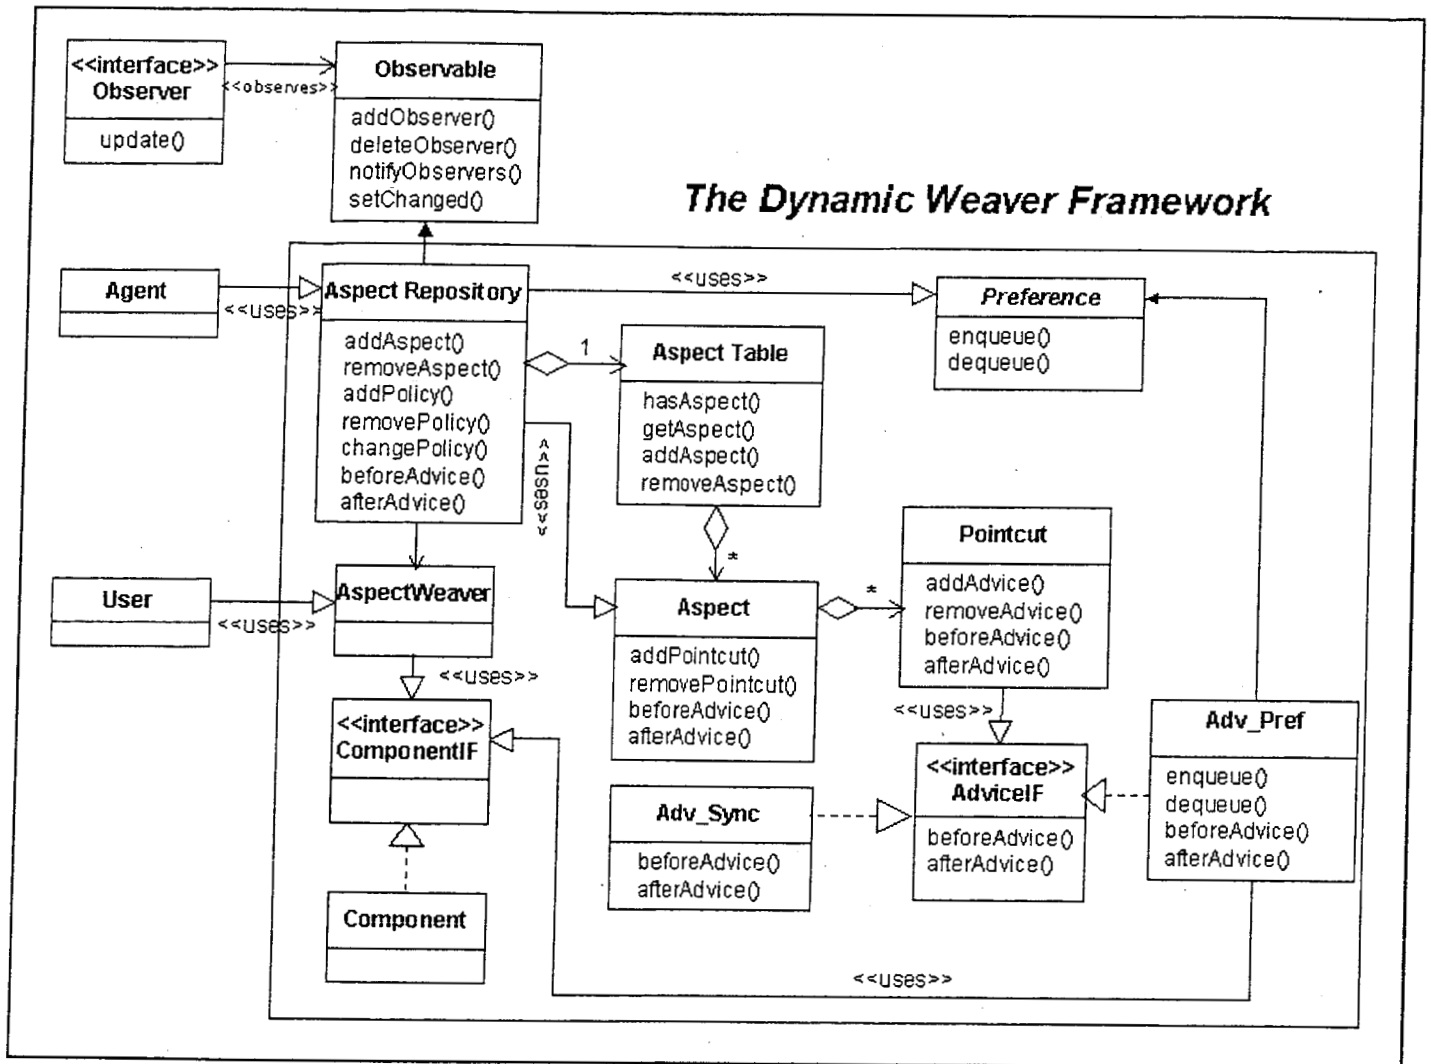 <<interface>>
Observer
update()
<<observes>>
Observable
addObserver()
deleteObserver()
notifyObservers()
setChanged()
The Dynamic Weaver Framework
Agent
<<uses>>
Aspect Repository
addAspect()
removeAspect()
addPolicy()
removePolicy()
changePolicy()
beforeAdvice()
afterAdvice()
<<uses>>
Preference
enqueue()
dequeue()
1
Aspect Table
hasAspect()
getAspect()
addAspect()
removeAspect()
<<uses>>
*
User
<<uses>>
AspectWeaver
<<uses>>
Aspect
addPointcut()
removePointcut()
beforeAdvice()
afterAdvice()
*
Pointcut
addAdvice()
removeAdvice()
beforeAdvice()
afterAdvice()
<<uses>>
<<interface>>
ComponentIF
Component
Adv_Sync
beforeAdvice()
afterAdvice()
<<interface>>
AdviceIF
beforeAdvice()
afterAdvice()
Adv_Pref
enqueue()
dequeue()
beforeAdvice()
afterAdvice()
<<uses>>